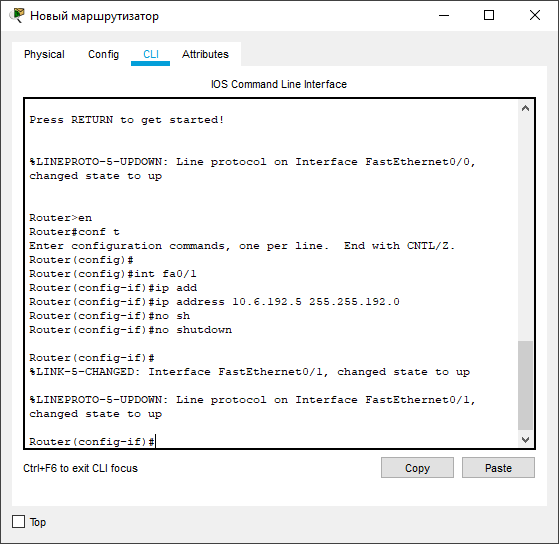 Новый маршрутизатор
Physical Config CLI Attributes
IOS Command Line Interface
Press RETURN to get started!
%LINEPROTO-5-UPDOWN: Line protocol on Interface FastEthernet0/0,
changed state to up
Router>en
Router#conf t
Enter configuration commands, one per line.  End with CNTL/Z.
Router(config)#
Router(config)#int fa0/1
Router(config-if)#ip add
Router(config-if)#ip address 10.6.192.5 255.255.192.0
Router(config-if)#no sh
Router(config-if)#no shutdown
Router(config-if)#
%LINK-5-CHANGED: Interface FastEthernet0/1, changed state to up
%LINEPROTO-5-UPDOWN: Line protocol on Interface FastEthernet0/1,
changed state to up
Router(config-if)#
Ctrl+F6 to exit CLI focus Copy Paste
Top